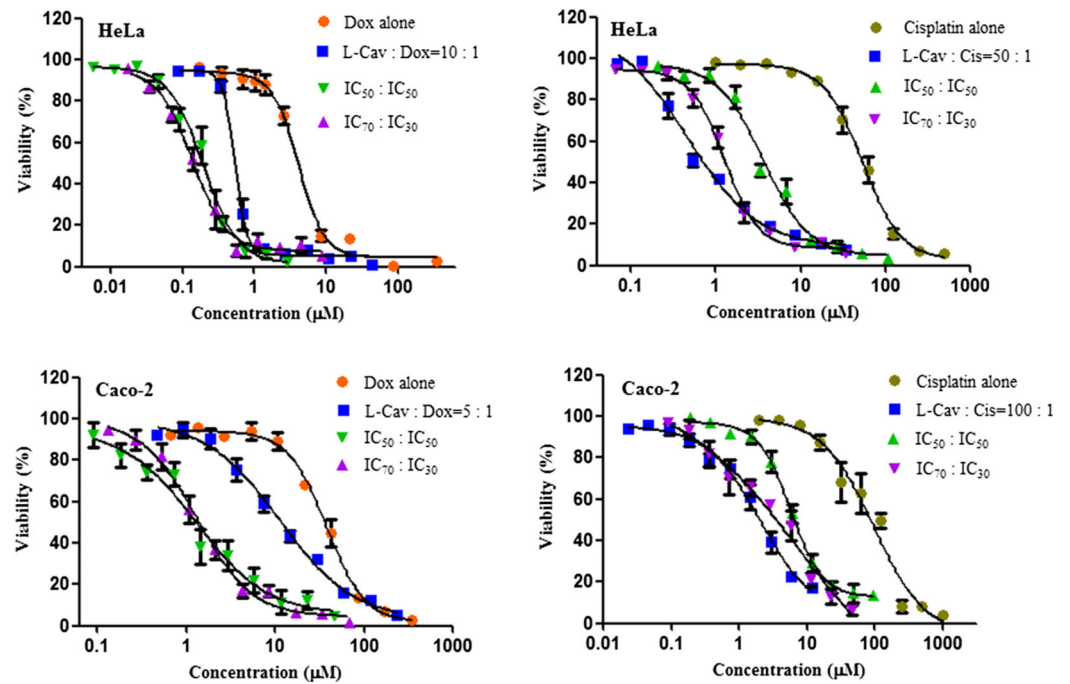 HeLa
Dox alone
L-Cav : Dox=10 : 1
IC50 : IC50
IC70 : IC30
Viability (%)
120
100
80
60
40
20
0
0.01 0.1 1 10 100
Concentration (µM)
HeLa
Cisplatin alone
L-Cav : Cis=50 : 1
IC50 : IC50
IC70 : IC30
Viability (%)
120
100
80
60
40
20
0
0.1 1 10 100 1000
Concentration (µM)
Caco-2
Dox alone
L-Cav : Dox=5 : 1
IC50 : IC50
IC70 : IC30
Viability (%)
120
100
80
60
40
20
0
0.1 1 10 100 1000
Concentration (µM)
Caco-2
Cisplatin alone
L-Cav : Cis=100 : 1
IC50 : IC50
IC70 : IC30
Viability (%)
120
100
80
60
40
20
0
0.01 0.1 1 10 100 1000
Concentration (µM)